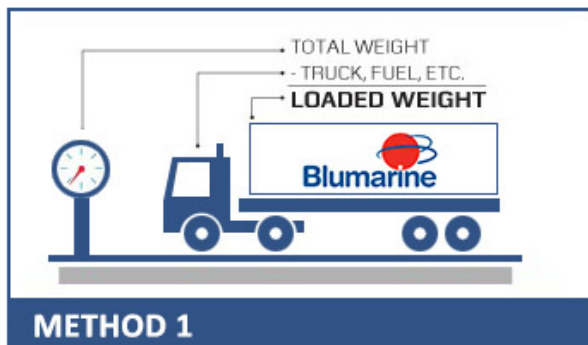 TOTAL WEIGHT
- TRUCK, FUEL, ETC.
LOADED WEIGHT
Blumarine
METHOD 1